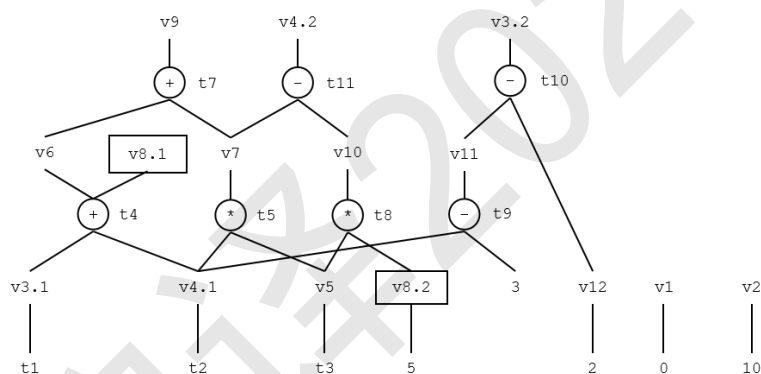 v9 v4.2 v3.2
+ t7 - t11 - t10
v6 v8.1 v7 v10 v11
+ t4 * t5 * t8 - t9
v3.1 v4.1 v5 v8.2 3 v12 v1 v2
t1 t2 t3 5 2 0 10